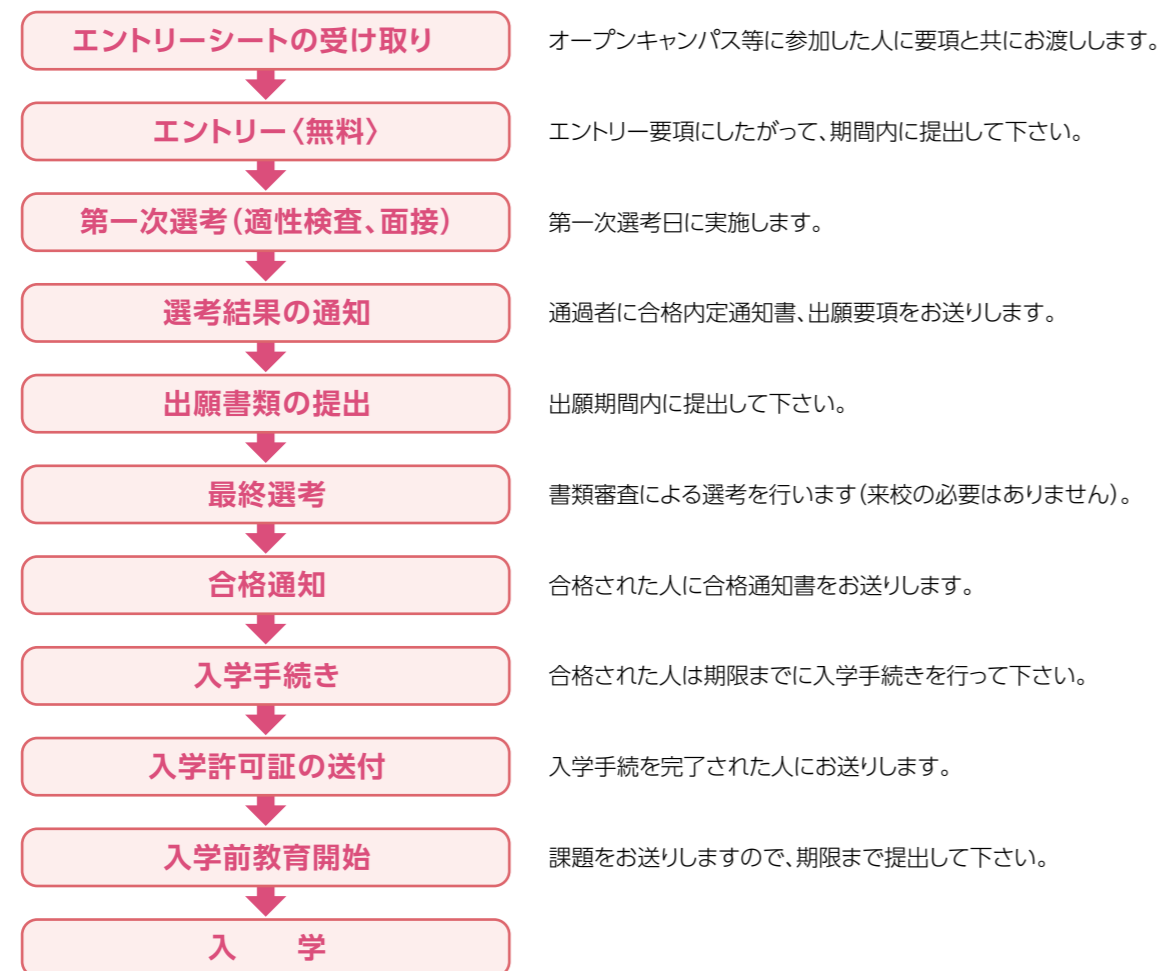 エントリーシートの受け取り
オープンキャンパス等に参加した人に要項と共にお渡しします。
エントリー〈無料〉
エントリー要項にしたがって、期間内に提出して下さい。
第一次選考(適性検査、面接)
第一次選考日に実施します。
選考結果の通知
通過者に合格内定通知書、出願要項をお送りします。
出願書類の提出
出願期間内に提出して下さい。
最終選考
書類審査による選考を行います(来校の必要はありません)。
合格通知
合格された人に合格通知書をお送りします。
入学手続き
合格された人は期限までに入学手続きを行って下さい。
入学許可証の送付
入学手続を完了された人にお送りします。
入学前教育開始
課題をお送りしますので、期限まで提出して下さい。
入　学